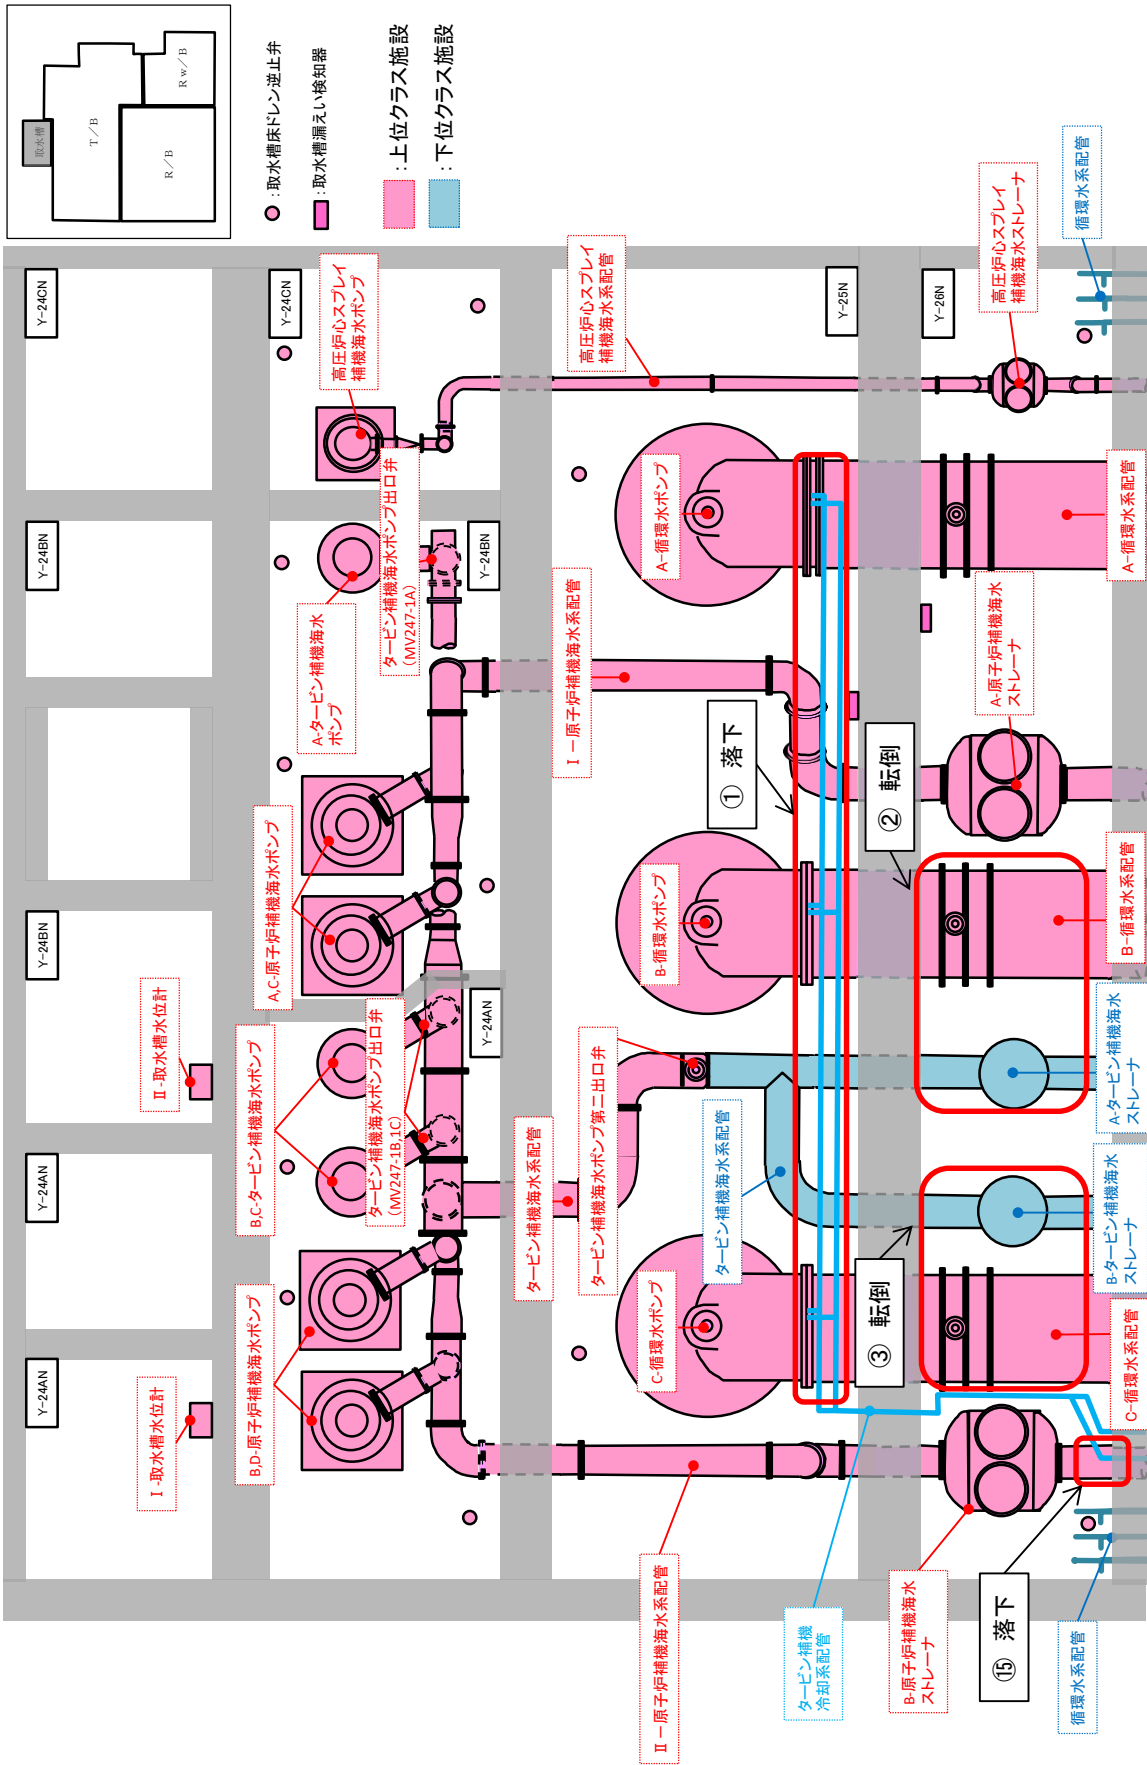 取水槽
T/B
R/B
Rw/B
:取水槽床ドレン逆止弁
:取水槽漏えい検知器
:上位クラス施設
:下位クラス施設
Y-24CN
Y-24BN
Y-24BN
Y-24AN
Y-24AN
Y-24CN
Y-24BN
Y-24AN
Y-25N
Y-26N
高圧炉心スプレイ
補機海水ポンプ
高圧炉心スプレイ
補機海水系配管
高圧炉心スプレイ
補機海水ストレーナ
循環水系配管
タービン補機海水ポンプ出口弁
(MV247-1A)
A-タービン補機海水
ポンプ
A-循環水ポンプ
A-循環水系配管
Ⅰ-原子炉補機海水系配管
A-原子炉補機海水
ストレーナ
① 落下
② 転倒
A,C-原子炉補機海水ポンプ
B-循環水ポンプ
B-循環水系配管
Ⅱ-取水槽水位計
B,C-タービン補機海水ポンプ
タービン補機海水ポンプ出口弁
(MV247-1B,1C)
タービン補機海水系配管
タービン補機海水ポンプ第二出口弁
タービン補機海水系配管
A-タービン補機海水
ストレーナ
B-タービン補機海水
ストレーナ
③ 転倒
Ⅰ-取水槽水位計
B,D-原子炉補機海水ポンプ
C-循環水ポンプ
C-循環水系配管
Ⅱ-原子炉補機海水系配管
タービン補機
冷却系配管
B-原子炉補機海水
ストレーナ
⑮ 落下
循環水系配管